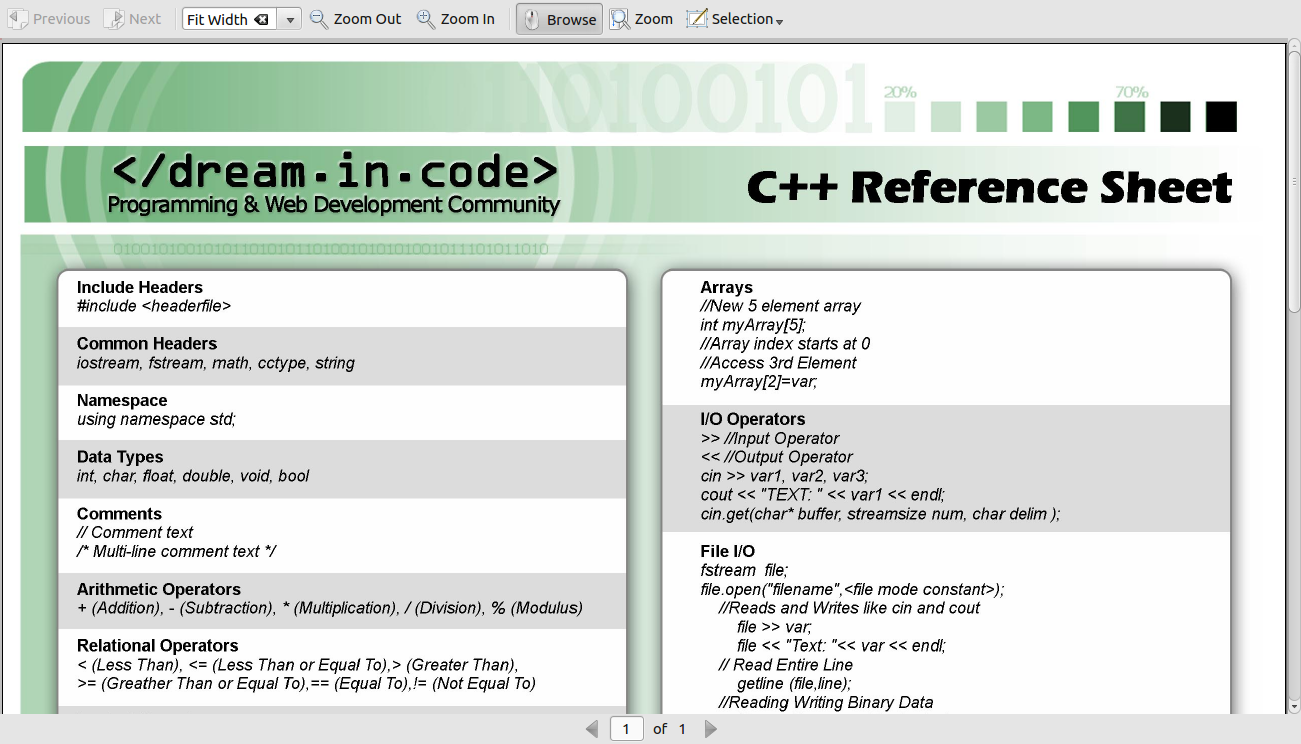 Previous Next Fit Width Zoom Out Zoom In Browse Zoom Selection
10100101
20% 70%
</dream.in.code>
Programming & Web Development Community
C++ Reference Sheet
Include Headers
#include <headerfile>
Common Headers
iostream, fstream, math, cctype, string
Namespace
using namespace std;
Data Types
int, char, float, double, void, bool
Comments
// Comment text
/* Multi-line comment text */
Arithmetic Operators
+ (Addition), - (Subtraction), * (Multiplication), / (Division), % (Modulus)
Relational Operators
< (Less Than), <= (Less Than or Equal To),> (Greater Than),
>= (Greather Than or Equal To),== (Equal To),!= (Not Equal To)
Arrays
//New 5 element array
int myArray[5];
//Array index starts at 0
//Access 3rd Element
myArray[2]=var;
I/O Operators
>> //Input Operator
<< //Output Operator
cin >> var1, var2, var3;
cout << "TEXT: " << var1 << endl;
cin.get(char* buffer, streamsize num, char delim );
File I/O
fstream file;
file.open("filename",<file mode constant>);
//Reads and Writes like cin and cout
file >> var;
file << "Text: "<< var << endl;
// Read Entire Line
getline (file,line);
//Reading Writing Binary Data
1 of 1